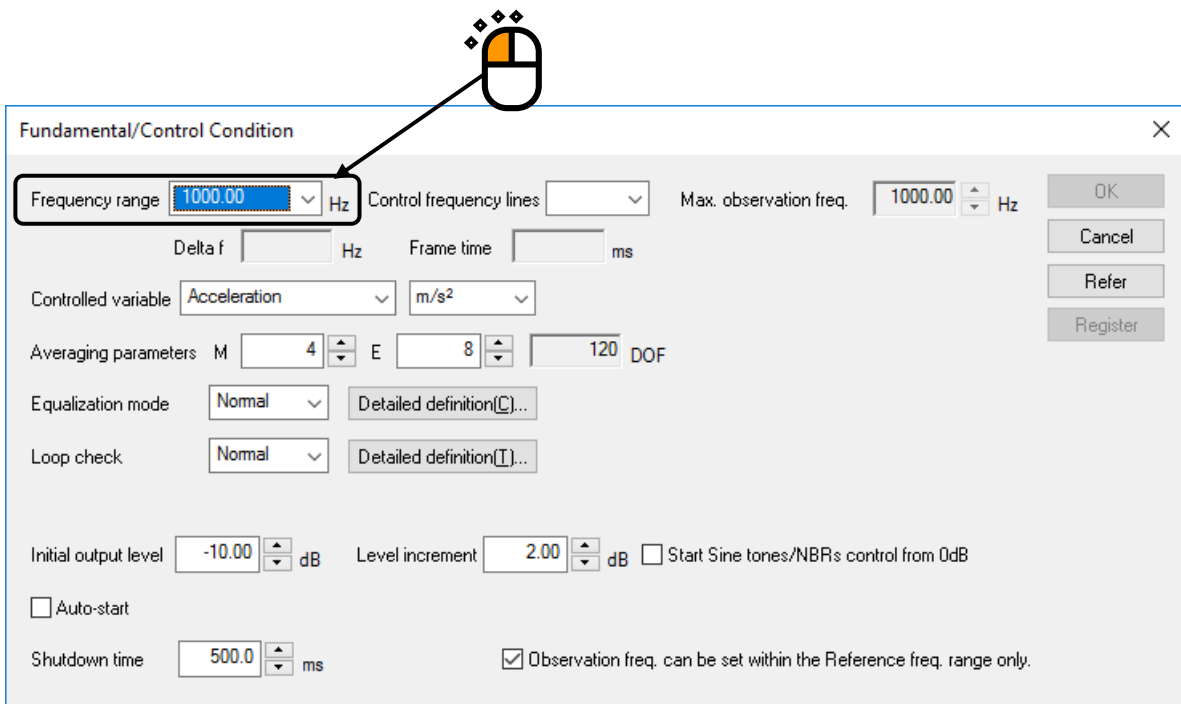 Fundamental/Control Condition
Frequency range 1000.00 Hz Control frequency lines Max. observation freq. 1000.00 Hz OK
Delta f Hz Frame time ms Cancel
Controlled variable Acceleration m/s² Refer
Averaging parameters M 4 E 8 120 DOF Register
Equalization mode Normal Detailed definition(C)...
Loop check Normal Detailed definition(T)...
Initial output level -10.00 dB Level increment 2.00 dB Start Sine tones/NBRs control from 0dB
Auto-start
Shutdown time 500.0 ms Observation freq. can be set within the Reference freq. range only.